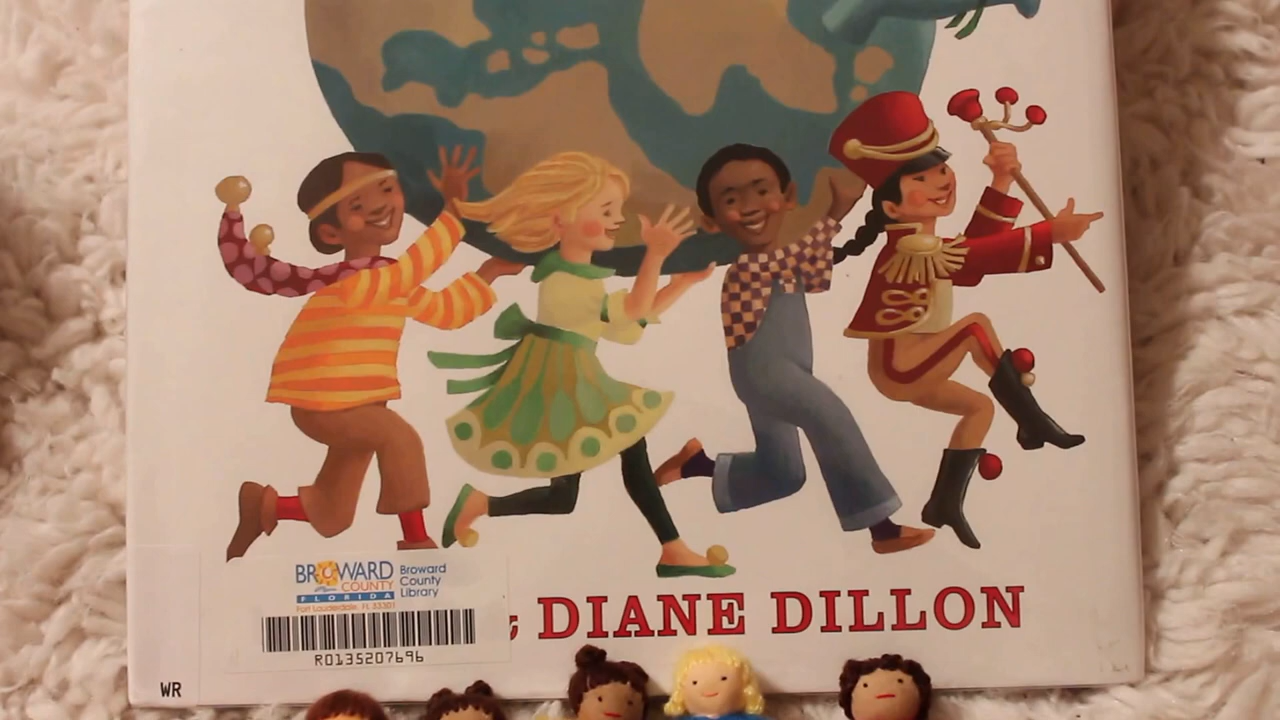 BROWARD
COUNTY
FLORIDA
Fort Lauderdale, FL 33301
Broward
County
Library
R0135207696
& DIANE DILLON
WR